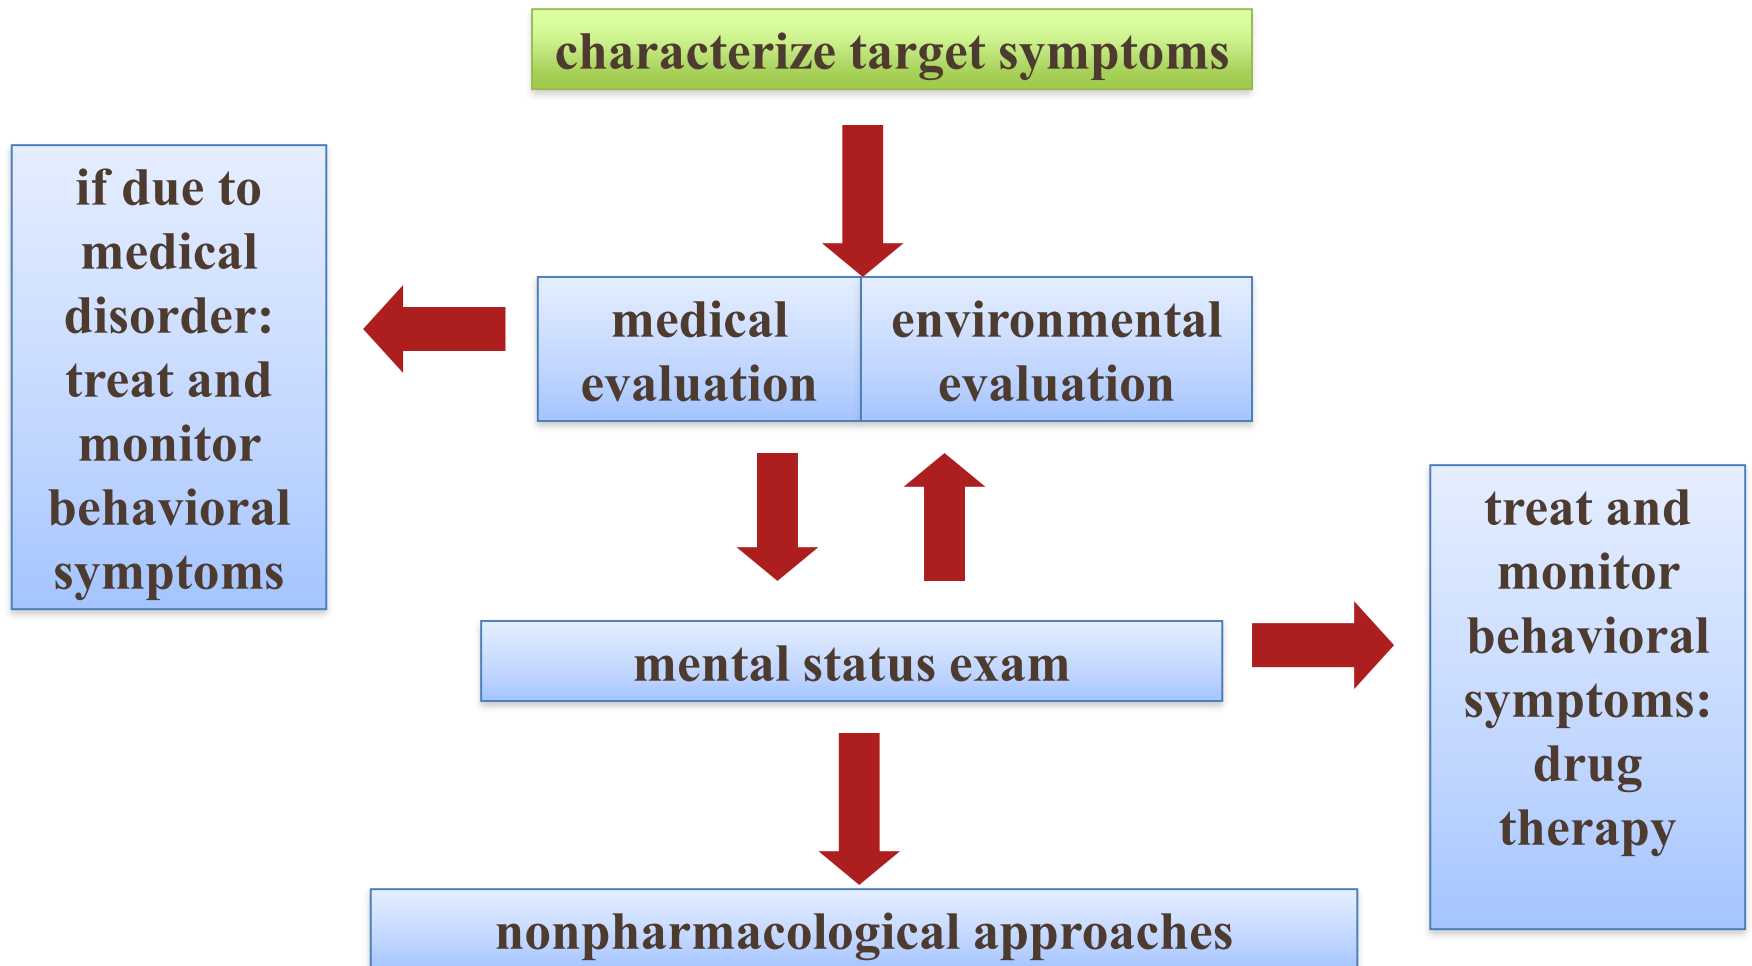 characterize target symptoms
if due to
medical
disorder:
treat and
monitor
behavioral
symptoms
medical
evaluation
environmental
evaluation
mental status exam
treat and
monitor
behavioral
symptoms:
drug
therapy
nonpharmacological approaches